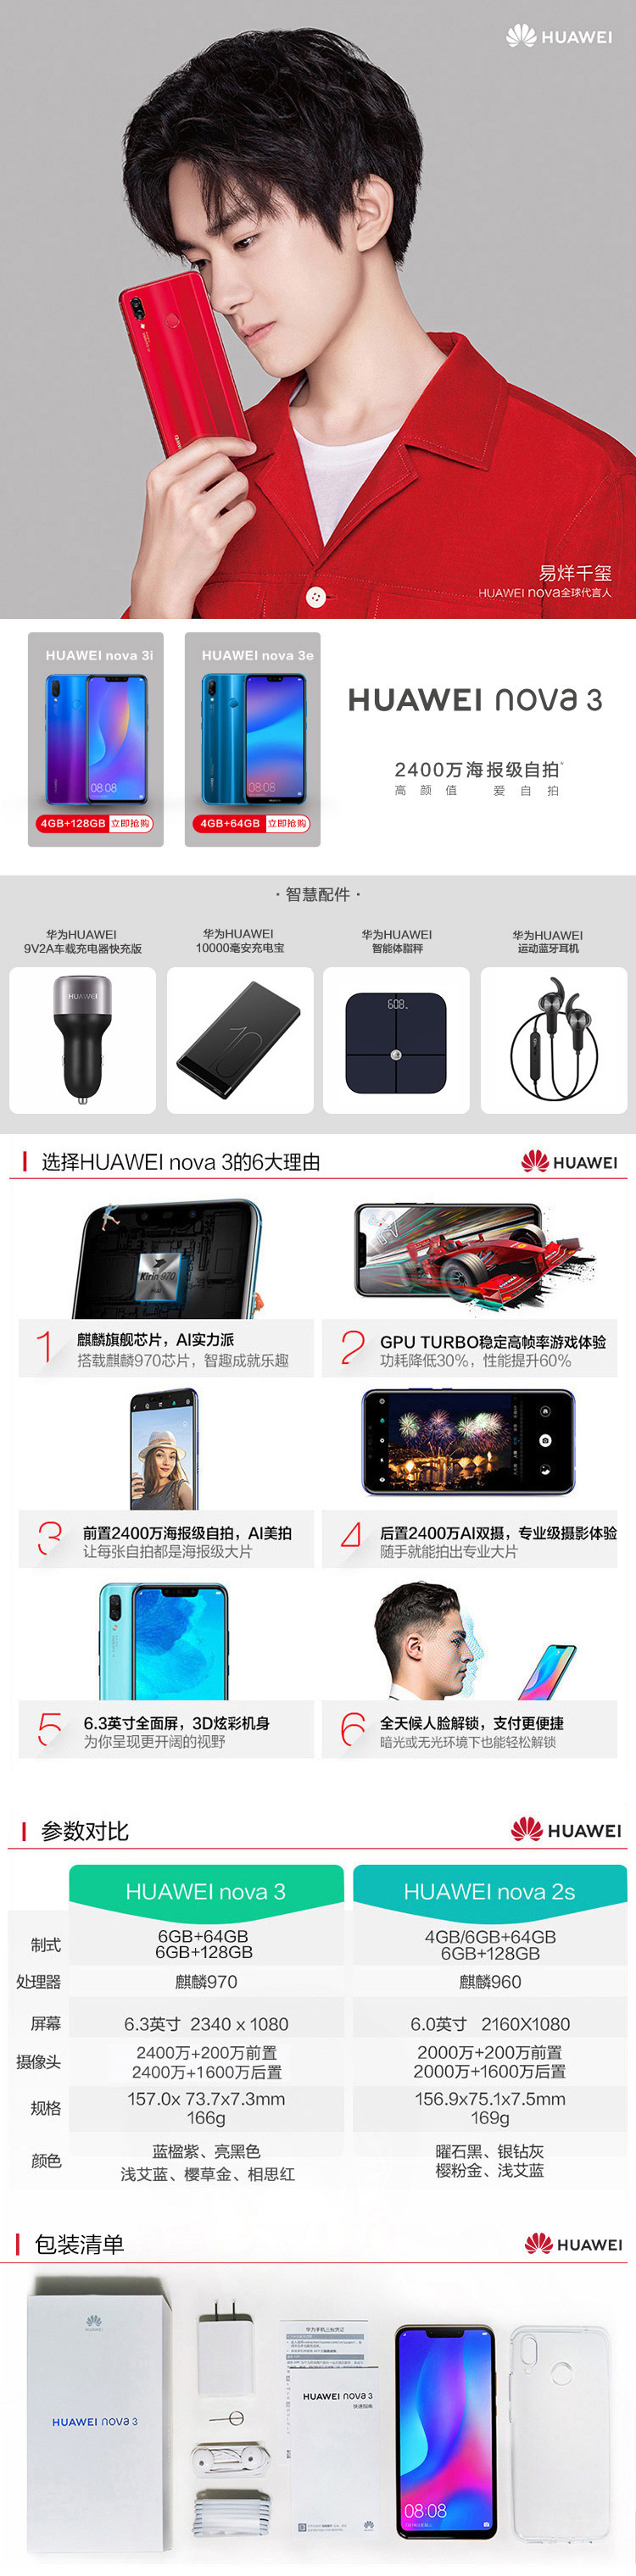 HUAWEI
易烊千玺
HUAWEI nova全球代言人
HUAWEI nova 3i
08:08
4GB+128GB 立即抢购
HUAWEI nova 3e
08:08
4GB+64GB 立即抢购
HUAWEI nova 3
2400万海报级自拍*
高颜值 爱自拍
·智慧配件·
华为HUAWEI
9V2A车载充电器快充版
华为HUAWEI
10000毫安充电宝
华为HUAWEI
智能体脂秤
华为HUAWEI
运动蓝牙耳机
HUAWEI
10
608
选择HUAWEI nova 3的6大理由
HUAWEI
Kirin 970
1
麒麟旗舰芯片，AI实力派
搭载麒麟970芯片，智趣成就乐趣
2
GPU TURBO稳定高帧率游戏体验
功耗降低30%，性能提升60%
3
前置2400万海报级自拍，AI美拍
让每张自拍都是海报级大片
4
后置2400万AI双摄，专业级摄影体验
随手就能拍出专业大片
5
6.3英寸全面屏，3D炫彩机身
为你呈现更开阔的视野
6
全天候人脸解锁，支付更便捷
暗光或无光环境下也能轻松解锁
参数对比
HUAWEI
HUAWEI nova 3
HUAWEI nova 2s
制式
6GB+64GB
6GB+128GB
4GB/6GB+64GB
6GB+128GB
处理器
麒麟970
麒麟960
屏幕
6.3英寸 2340 x 1080
6.0英寸 2160X1080
摄像头
2400万+200万前置
2400万+1600万后置
2000万+200万前置
2000万+1600万后置
规格
157.0x 73.7x7.3mm
166g
156.9x75.1x7.5mm
169g
颜色
蓝楹紫、亮黑色
浅艾蓝、樱草金、相思红
曜石黑、银钻灰
樱粉金、浅艾蓝
包装清单
HUAWEI
HUAWEI
HUAWEI nova 3
华为手机三包凭证
HUAWEI nova 3
快速指南
08:08